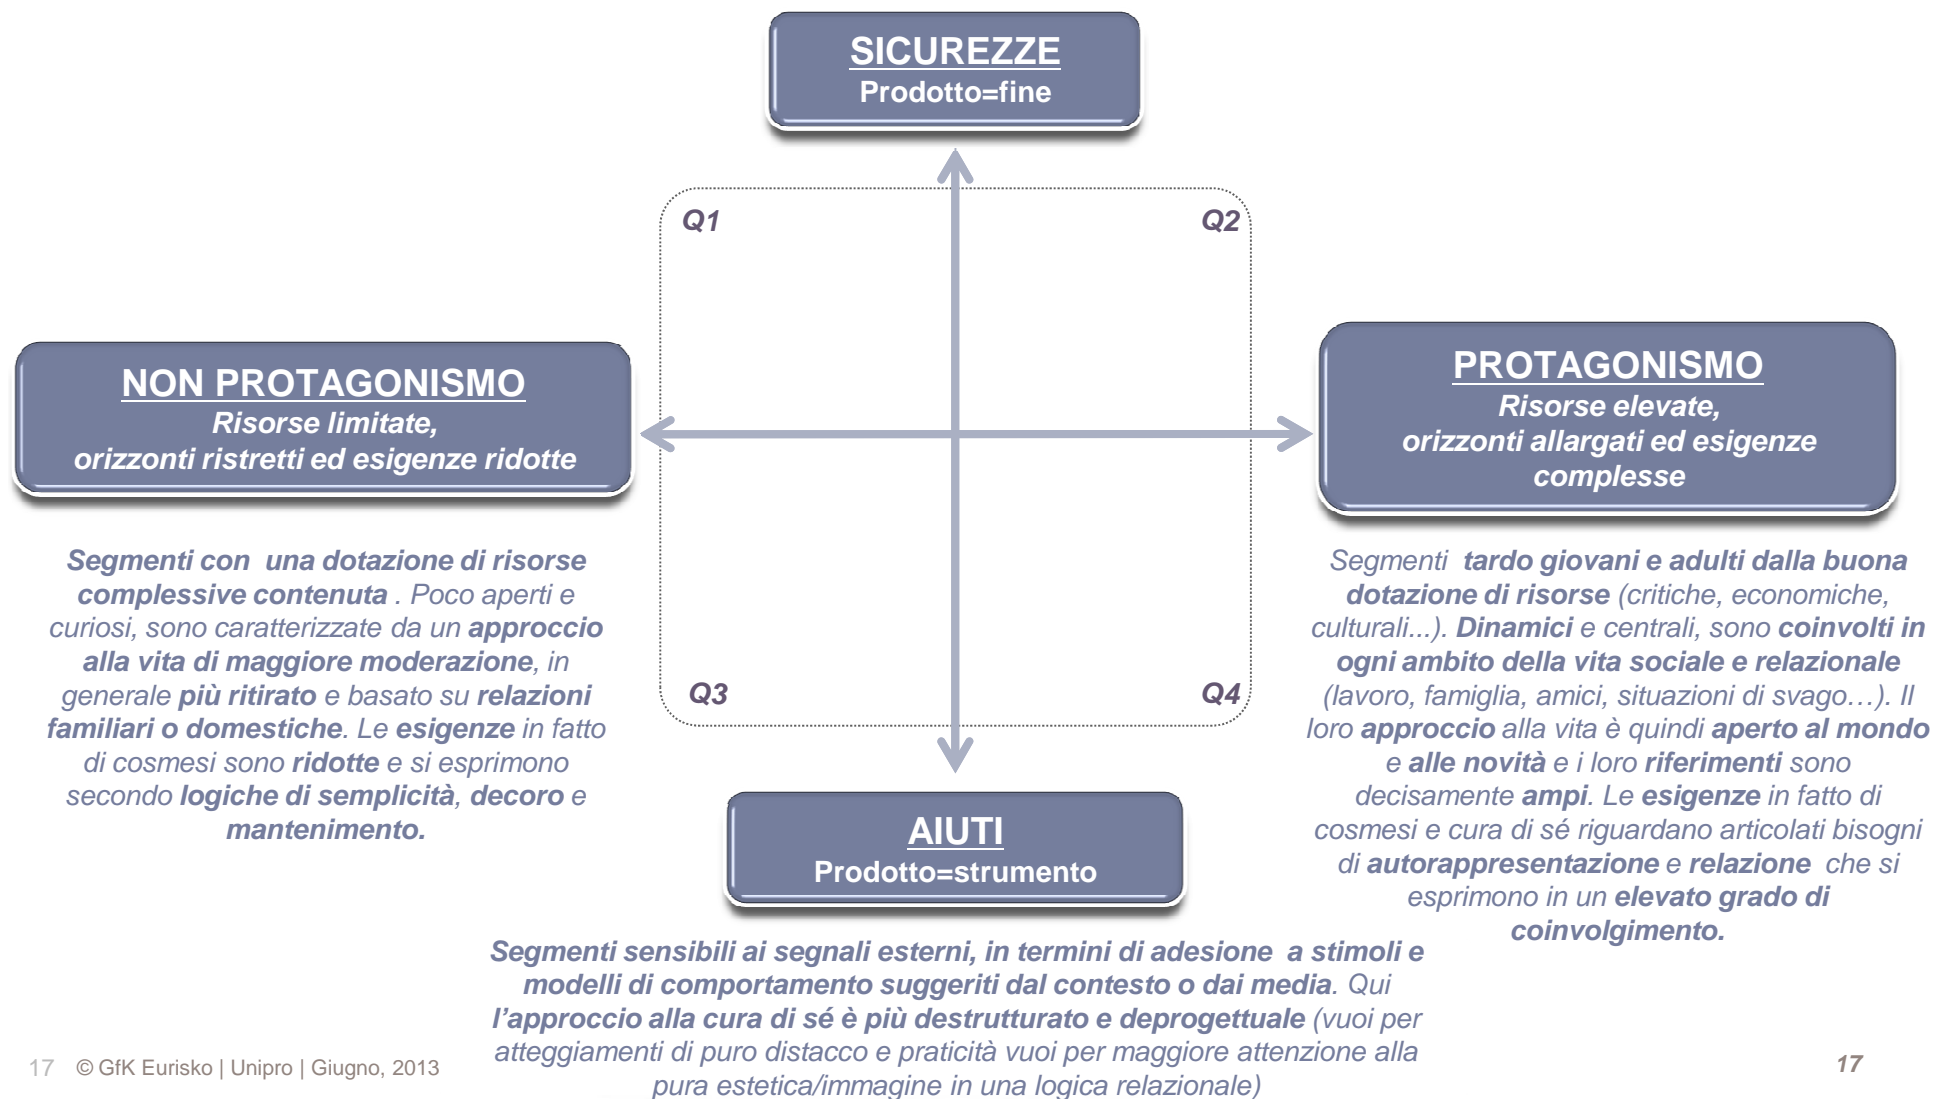 SICUREZZE
Prodotto=fine
Q1
Q2
NON PROTAGONISMO
Risorse limitate,
orizzonti ristretti ed esigenze ridotte
PROTAGONISMO
Risorse elevate,
orizzonti allargati ed esigenze
complesse
Segmenti con  una dotazione di risorse
complessive contenuta . Poco aperti e
curiosi, sono caratterizzate da un approccio
alla vita di maggiore moderazione, in
generale più ritirato e basato su relazioni
familiari o domestiche. Le esigenze in fatto
di cosmesi sono ridotte e si esprimono
secondo logiche di semplicità, decoro e
mantenimento.
Q3
Q4
Segmenti  tardo giovani e adulti dalla buona
dotazione di risorse (critiche, economiche,
culturali...). Dinamici e centrali, sono coinvolti in
ogni ambito della vita sociale e relazionale
(lavoro, famiglia, amici, situazioni di svago…). Il
loro approccio alla vita è quindi aperto al mondo
e alle novità e i loro riferimenti sono
decisamente ampi. Le esigenze in fatto di
cosmesi e cura di sé riguardano articolati bisogni
di autorappresentazione e relazione  che si
esprimono in un elevato grado di
coinvolgimento.
AIUTI
Prodotto=strumento
Segmenti sensibili ai segnali esterni, in termini di adesione  a stimoli e
modelli di comportamento suggeriti dal contesto o dai media. Qui
l’approccio alla cura di sé è più destrutturato e deprogettuale (vuoi per
atteggiamenti di puro distacco e praticità vuoi per maggiore attenzione alla
pura estetica/immagine in una logica relazionale)
17 © GfK Eurisko | Unipro | Giugno, 2013
17